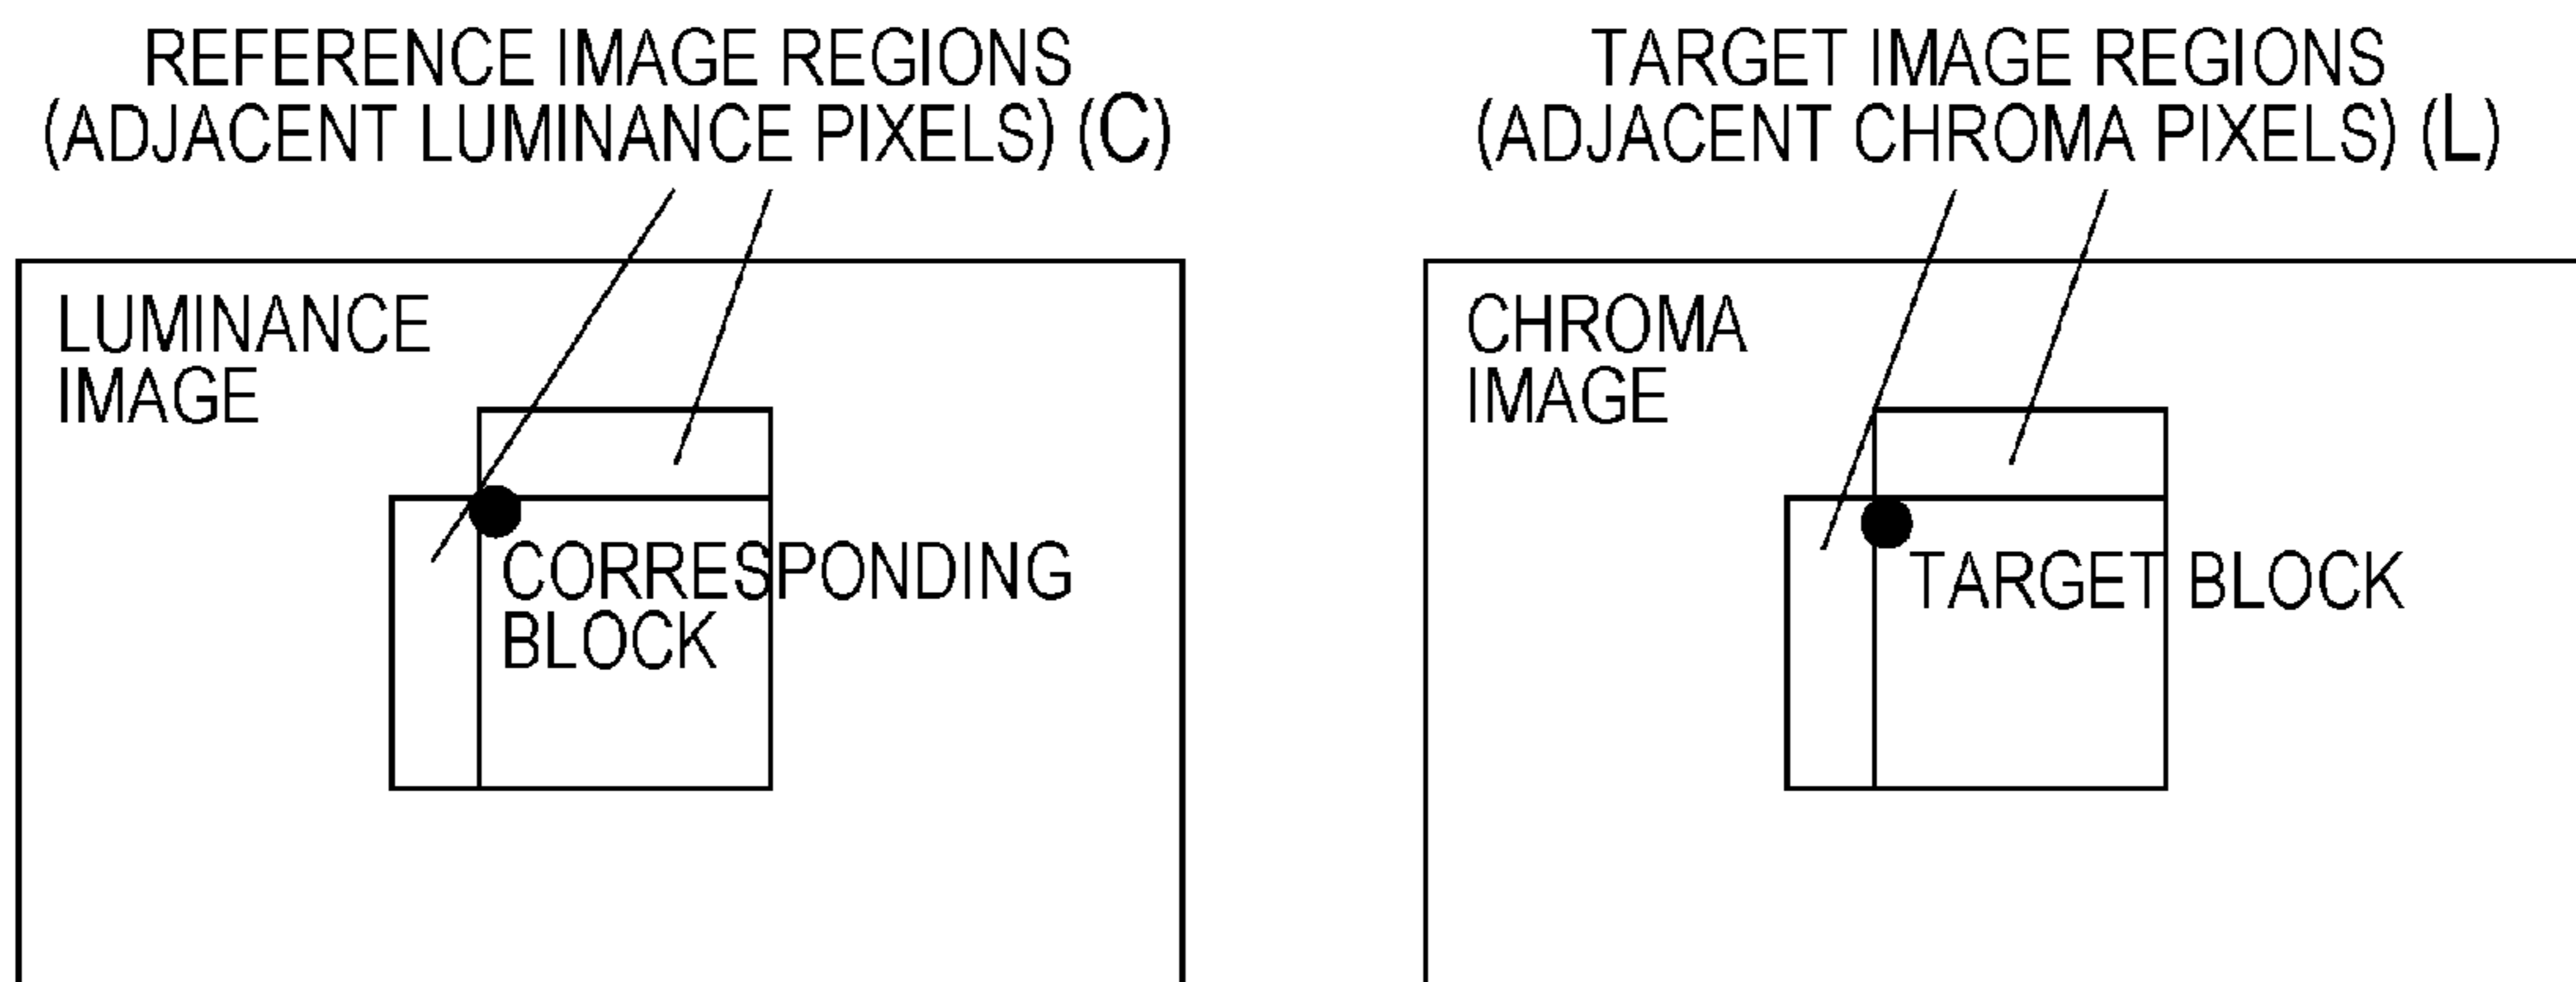 REFERENCE IMAGE REGIONS
(ADJACENT LUMINANCE PIXELS) (C)
LUMINANCE
IMAGE
CORRESPONDING
BLOCK
TARGET IMAGE REGIONS
(ADJACENT CHROMA PIXELS) (L)
CHROMA
IMAGE
TARGET BLOCK